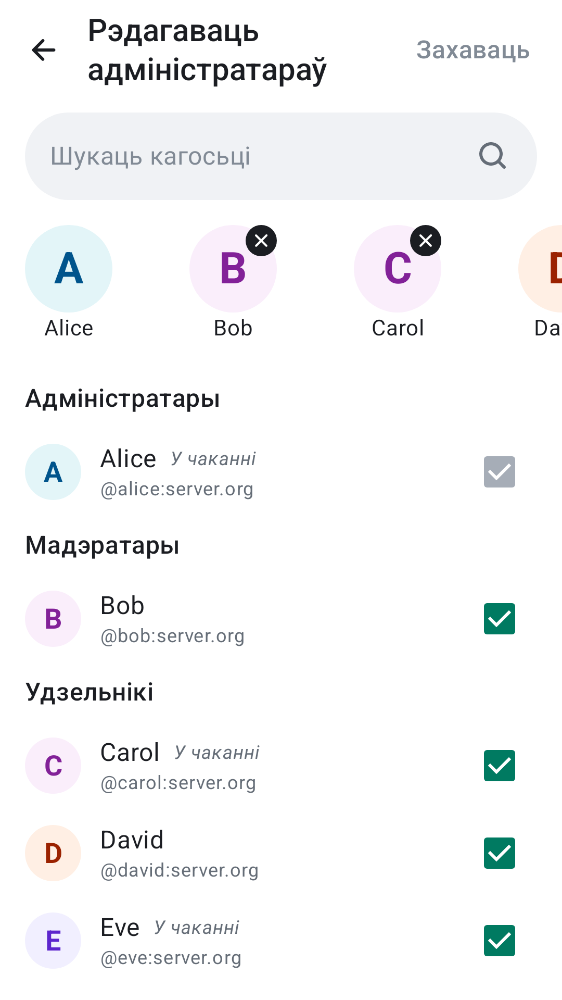 Рэдагаваць
адміністратараў
Захаваць
Шукаць кагосьці
A
B
C
D
Alice
Bob
Carol
Da
Адміністратары
A
Alice У чаканні
@alice:server.org
Мадэратары
B
Bob
@bob:server.org
Удзельнікі
C
Carol У чаканні
@carol:server.org
D
David
@david:server.org
E
Eve У чаканні
@eve:server.org